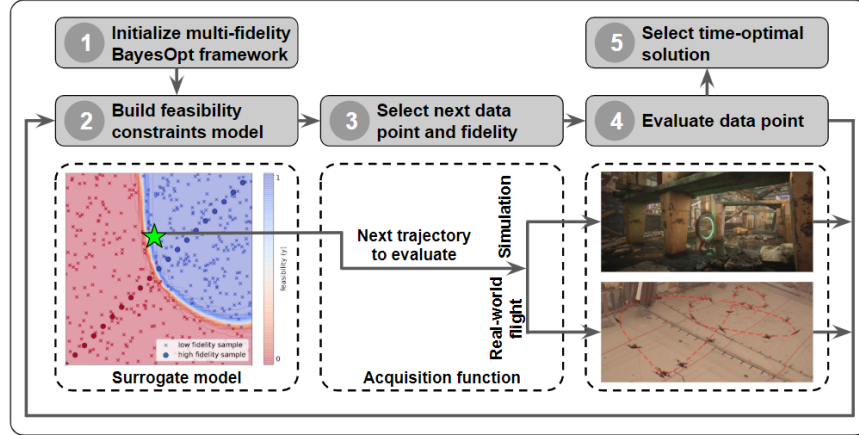 1
Initialize multi-fidelity
BayesOpt framework
5
Select time-optimal
solution
2
Build feasibility
constraints model
3
Select next data
point and fidelity
4
Evaluate data point
1
feasibility (y)
0
low fidelity sample
high fidelity sample
Surrogate model
Next trajectory
to evaluate
Simulation
Real-world
flight
Acquisition function